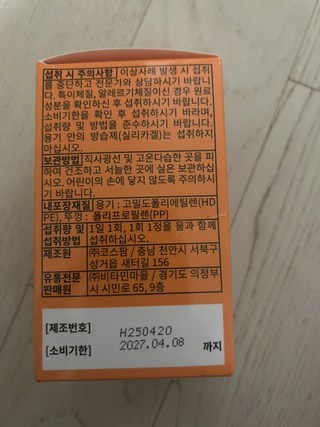 섭취 시 주의사항 이상사례 발생 시 섭취
를 중단하고 전문가와 상담하시기 바랍니
다. 특이체질, 알레르기체질이신 경우 원료
성분을 확인하신 후 섭취하시기 바랍니다.
소비기한을 확인 후 섭취하시기 바라며,
섭취량 및 방법을 준수하시기 바랍니다.
용기 안의 방습제(실리카겔)는 섭취하지
마십시오.
보관방법 직사광선 및 고온다습한 곳을 피
하여 건조하고 서늘한 곳에 실온 보관하십
시오. 어린이의 손에 닿지 않도록 주의하시
기 바랍니다.
내포장재질 용기 : 고밀도폴리에틸렌(HD
PE), 뚜껑 : 폴리프로필렌(PP)
섭취량 및 섭취방법 1일 1회, 1회 1정을 물과 함께
섭취하십시오.
제조원 ㈜코스팜 / 충남 천안시 서북구
성거읍 새터길 156
유통전문판매원 ㈜비타민마을 / 경기도 의정부
시 시민로 65, 9층
[제조번호] H250420
[소비기한] 2027.04.08 까지